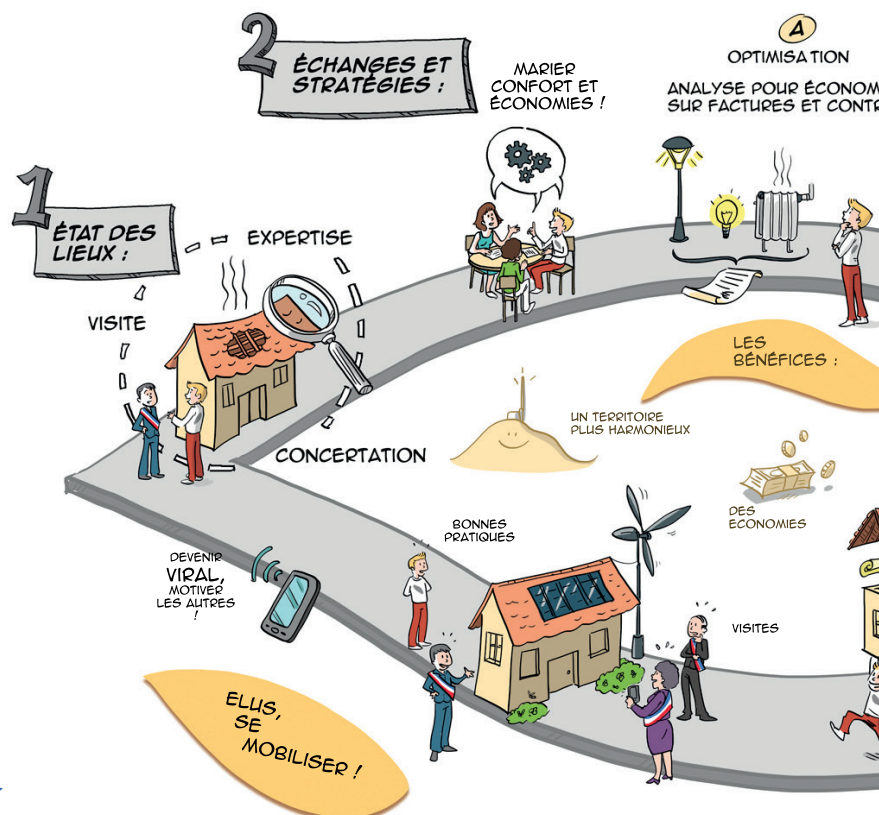 2
ÉCHANGES ET
STRATÉGIES :
MARIER
CONFORT ET
ÉCONOMIES !
A
OPTIMISATION
ANALYSE POUR ÉCONOM
SUR FACTURES ET CONTR
1
ÉTAT DES
LIEUX :
EXPERTISE
VISITE
CONCERTATION
LES
BÉNÉFICES :
UN TERRITOIRE
PLUS HARMONIEUX
DES
ECONOMIES
BONNES
PRATIQUES
DEVENIR
VIRAL,
MOTIVER
LES AUTRES
!
VISITES
ELUS,
SE
MOBILISER !